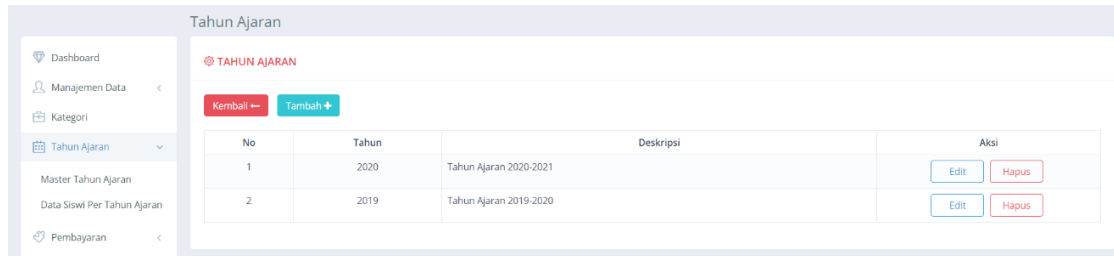 Tahun Ajaran
Dashboard
Manajemen Data
Kategori
Tahun Ajaran
Master Tahun Ajaran
Data Siswi Per Tahun Ajaran
Pembayaran
TAHUN AJARAN
Kembali
Tambah
No Tahun Deskripsi Aksi
1 2020 Tahun Ajaran 2020-2021 Edit Hapus
2 2019 Tahun Ajaran 2019-2020 Edit Hapus